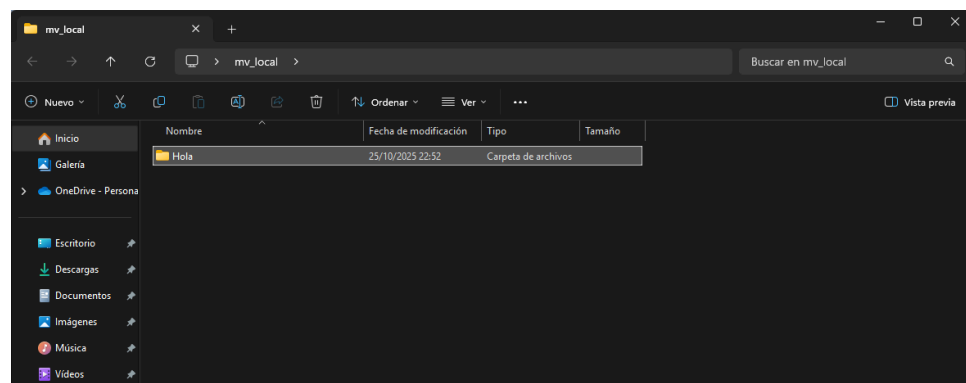 mv_local
mv_local
Buscar en mv_local
Nuevo
Ordenar
Ver
Vista previa
Nombre
Fecha de modificación
Tipo
Tamaño
Hola
25/10/2025 22:52
Carpeta de archivos
Inicio
Galería
OneDrive - Persona
Escritorio
Descargas
Documentos
Imágenes
Música
Vídeos